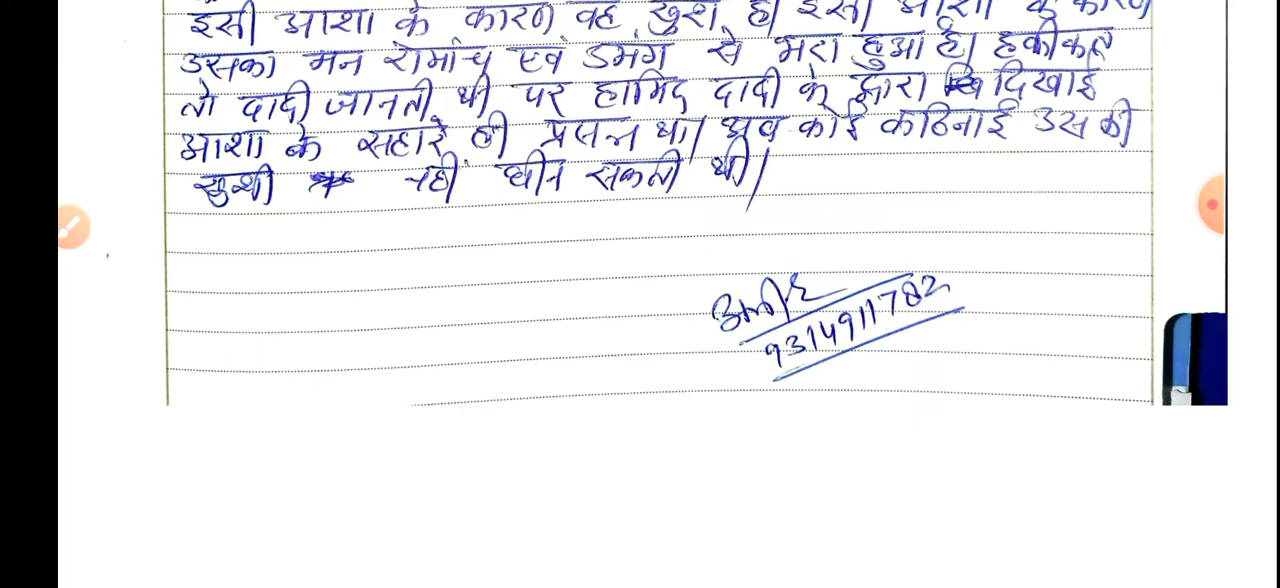 इसी आशा के कारण वह खुश है। इसी आशा के कारण
उसका मन रोमांच एवं उमंग से भरा हुआ है। हकीकत
तो दादी जानती थी पर हामिद दादी के द्वारा दिखाई
आशा के सहारे ही प्रसन्न था। अब कोई कठिनाई उस की
खुशी नहीं छीन सकती थी।
9314911782